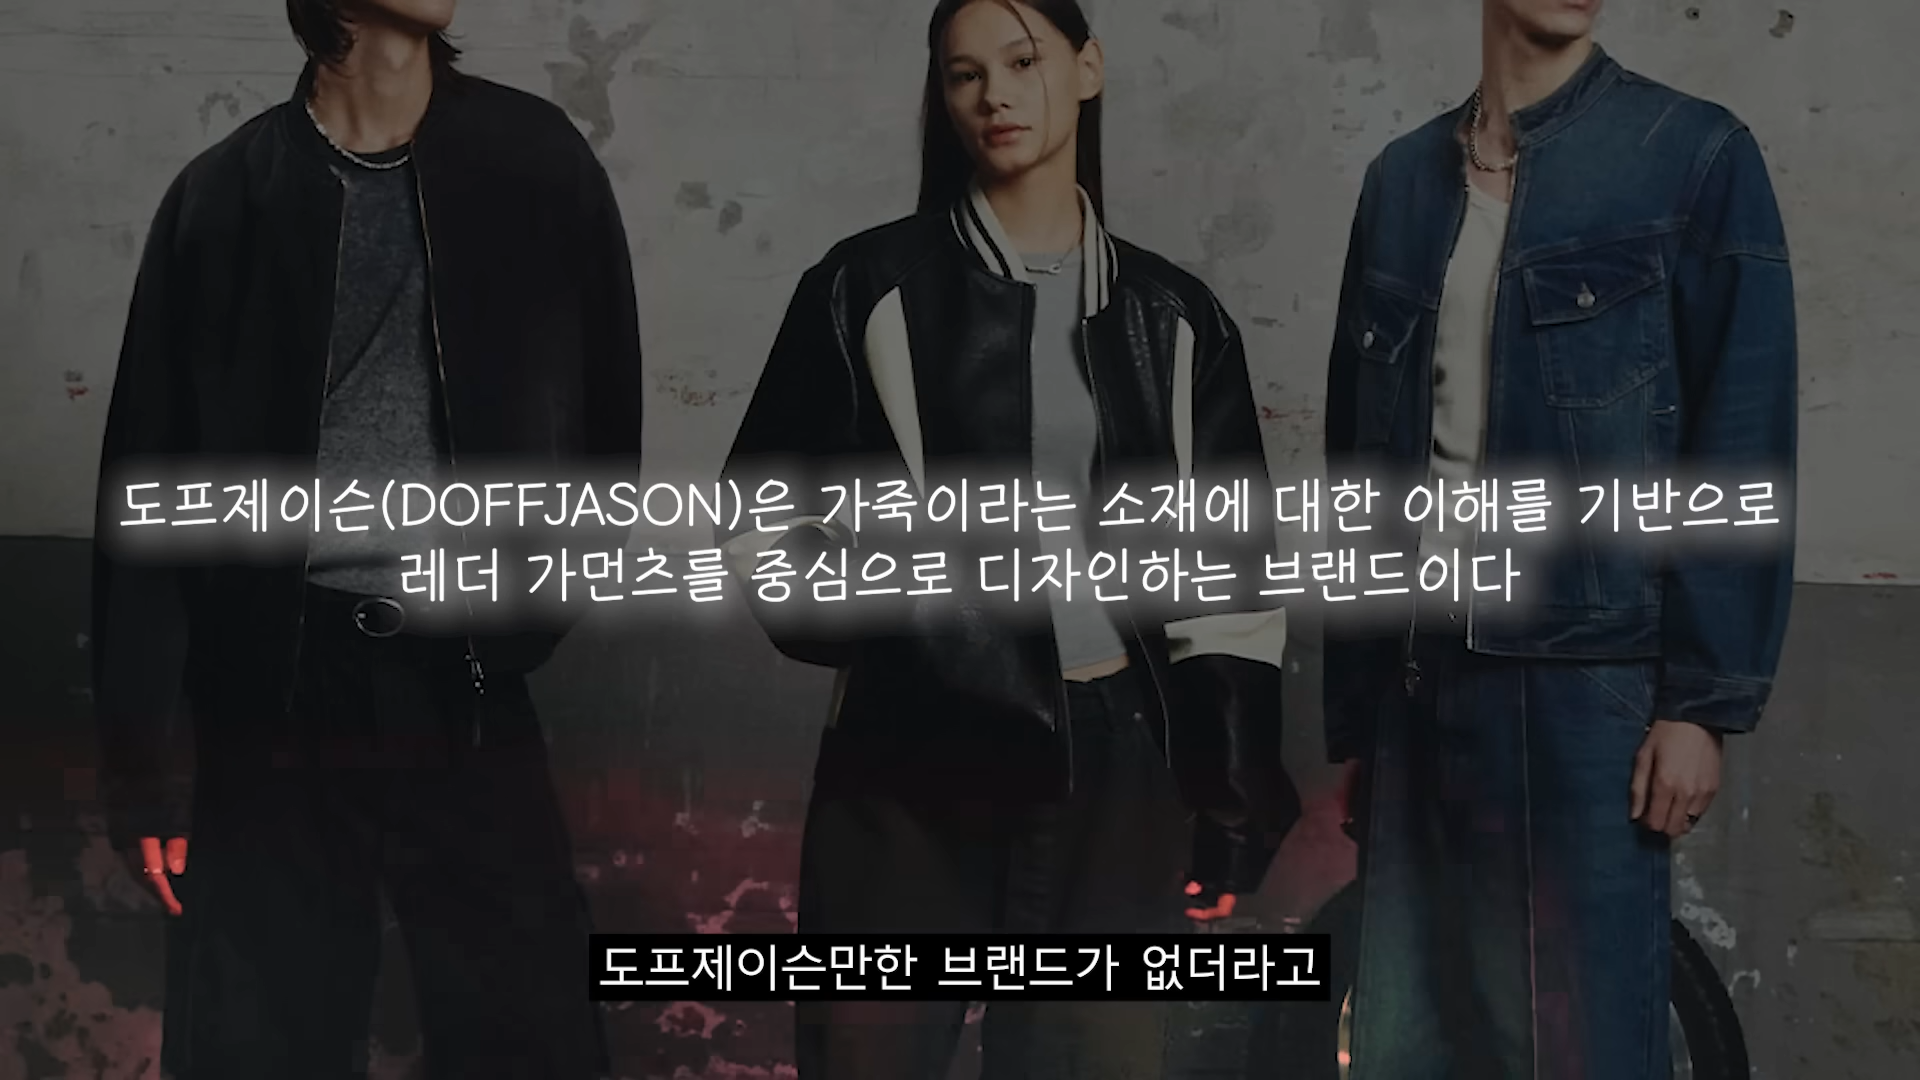 도프제이슨(DOFFJASON)은 가죽이라는 소재에 대한 이해를 기반으로
레더 가먼츠를 중심으로 디자인하는 브랜드이다
도프제이슨만한 브랜드가 없더라고